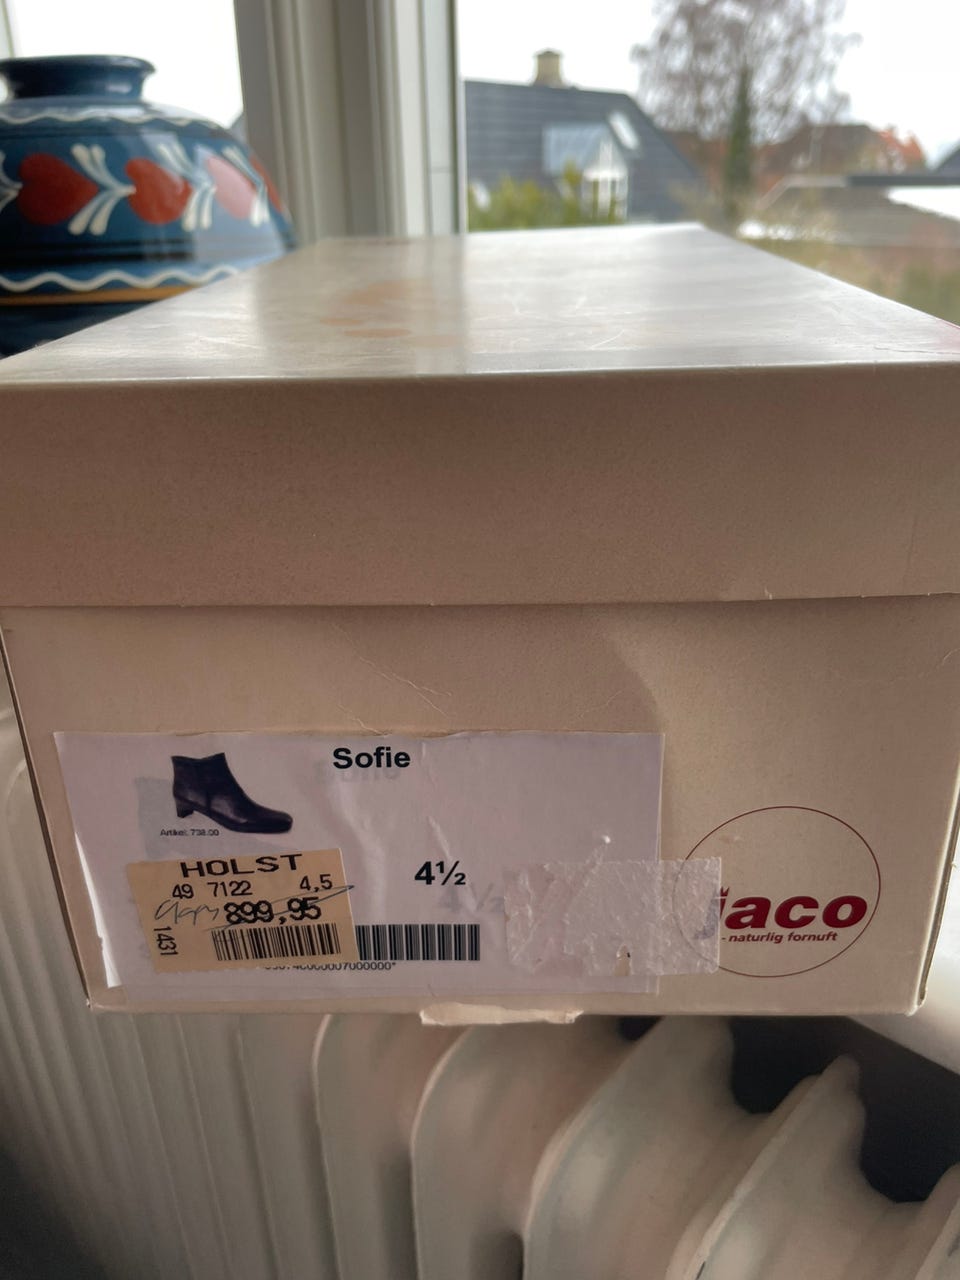 Sofie
Artikel: 738.00
HOLST
49 7122 4,5
899,95
1431
4½
jaco
- naturlig fornuft